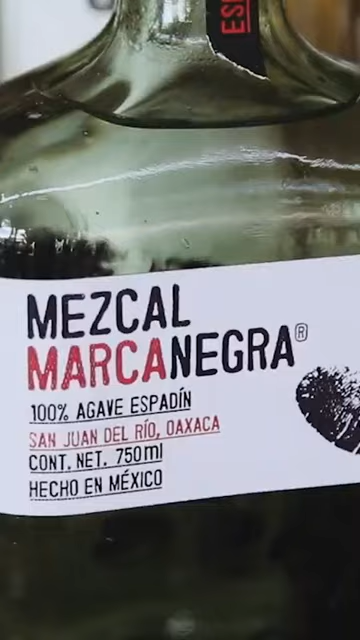 MEZCAL
MARCANEGRA®
100% AGAVE ESPADÍN
SAN JUAN DEL RÍO, OAXACA
CONT. NET. 750ml
HECHO EN MÉXICO